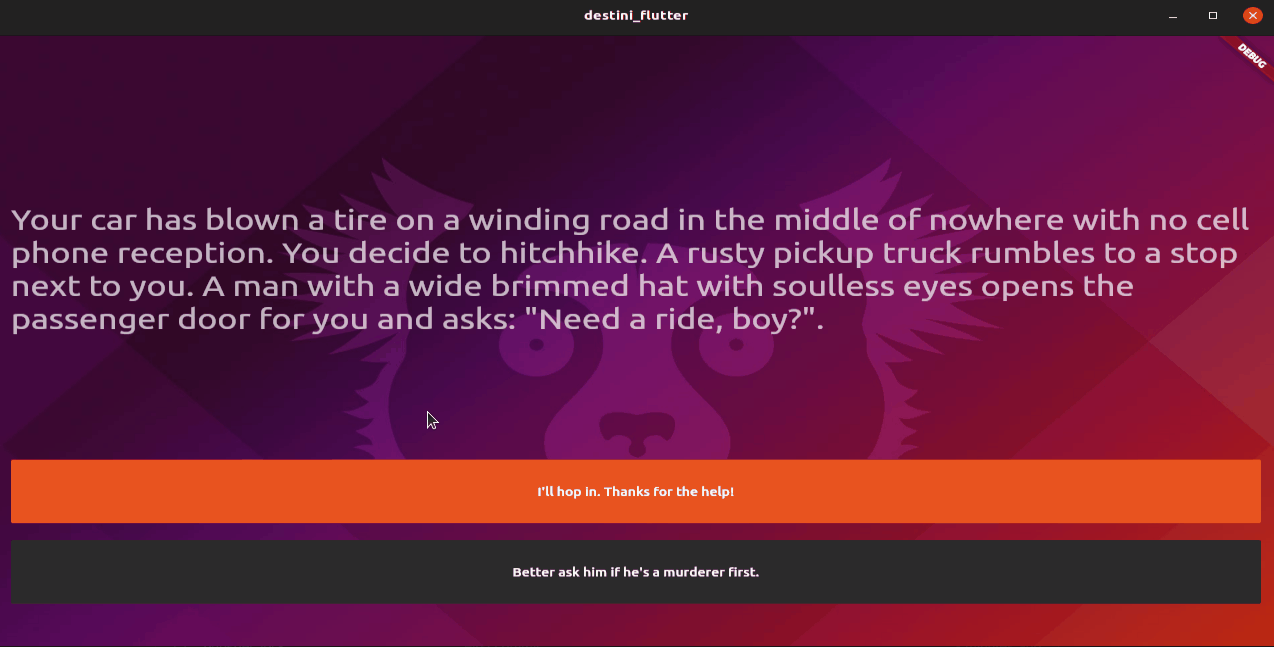 destini_flutter
DEBUG
Your car has blown a tire on a winding road in the middle of nowhere with no cell
phone reception. You decide to hitchhike. A rusty pickup truck rumbles to a stop
next to you. A man with a wide brimmed hat with soulless eyes opens the
passenger door for you and asks: "Need a ride, boy?".
I'll hop in. Thanks for the help!
Better ask him if he's a murderer first.